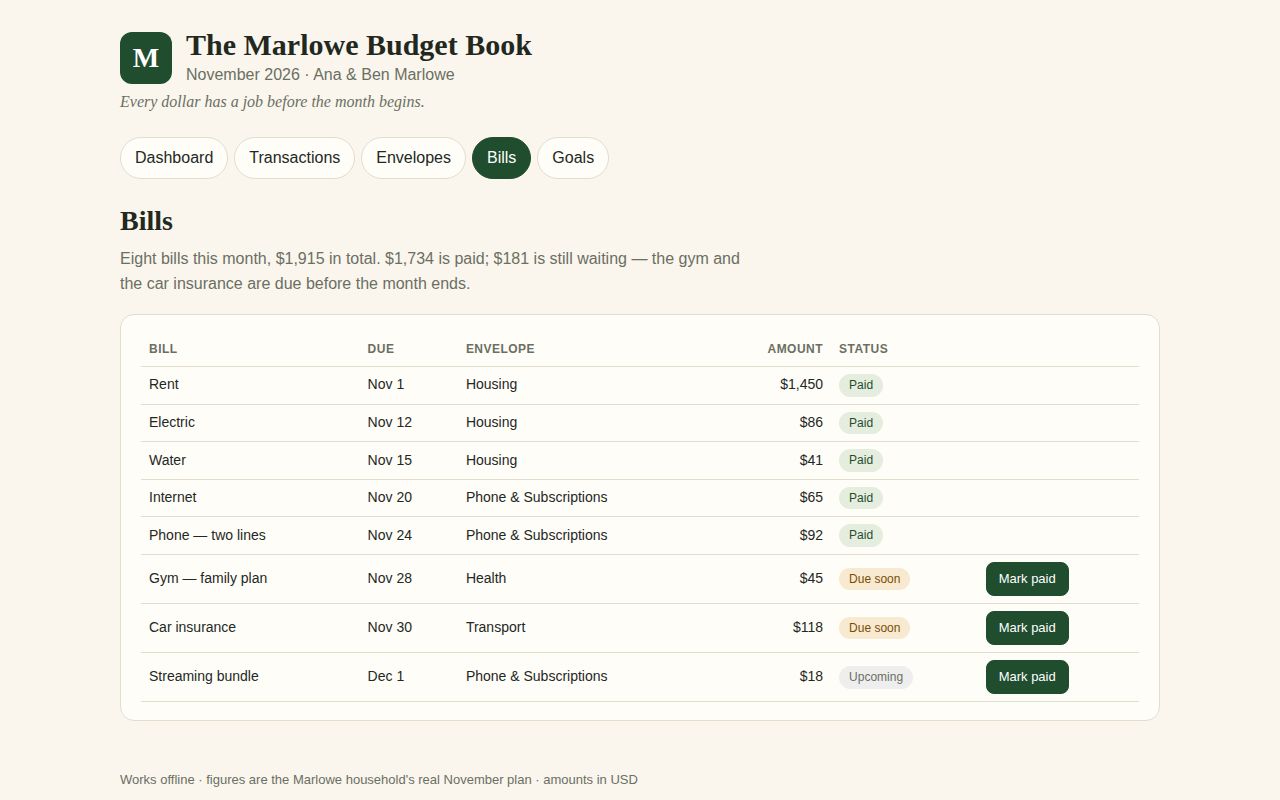 M
The Marlowe Budget Book
November 2026 · Ana & Ben Marlowe
Every dollar has a job before the month begins.
Dashboard Transactions Envelopes Bills Goals
Bills
Eight bills this month, $1,915 in total. $1,734 is paid; $181 is still waiting — the gym and
the car insurance are due before the month ends.
BILL DUE ENVELOPE AMOUNT STATUS
Rent Nov 1 Housing $1,450 Paid
Electric Nov 12 Housing $86 Paid
Water Nov 15 Housing $41 Paid
Internet Nov 20 Phone & Subscriptions $65 Paid
Phone — two lines Nov 24 Phone & Subscriptions $92 Paid
Gym — family plan Nov 28 Health $45 Due soon Mark paid
Car insurance Nov 30 Transport $118 Due soon Mark paid
Streaming bundle Dec 1 Phone & Subscriptions $18 Upcoming Mark paid
Works offline · figures are the Marlowe household's real November plan · amounts in USD